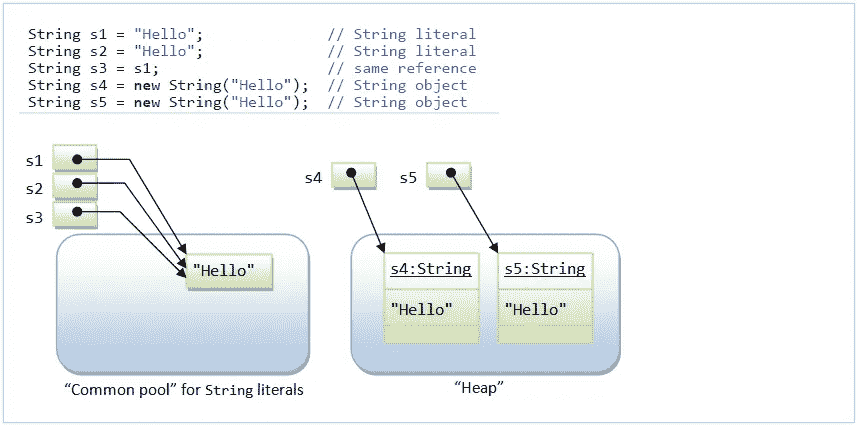 String s1 = "Hello"; // String literal
String s2 = "Hello"; // String literal
String s3 = s1; // same reference
String s4 = new String("Hello"); // String object
String s5 = new String("Hello"); // String object
s1
s2
s3
s4
s5
"Hello"
s4:String
"Hello"
s5:String
"Hello"
“Common pool” for String literals
“Heap”